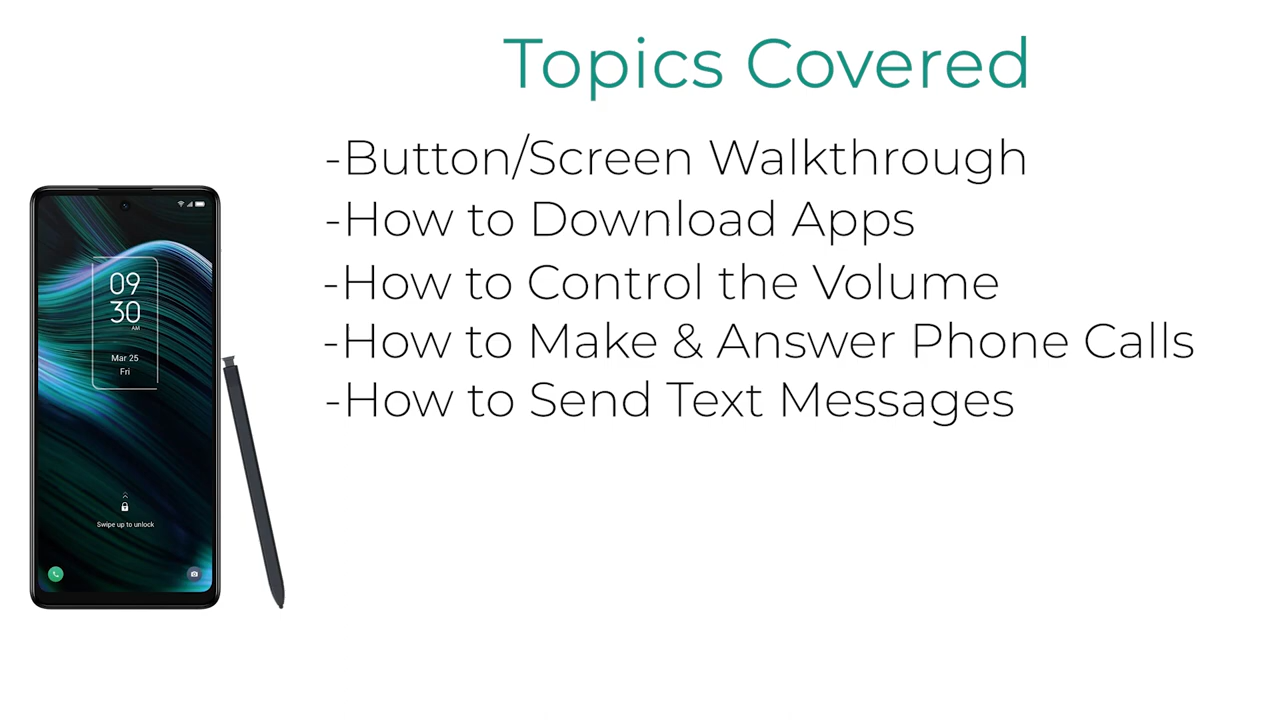 Topics Covered
-Button/Screen Walkthrough
-How to Download Apps
-How to Control the Volume
-How to Make & Answer Phone Calls
-How to Send Text Messages
09
30
AM
Mar 25
Fri
Swipe up to unlock